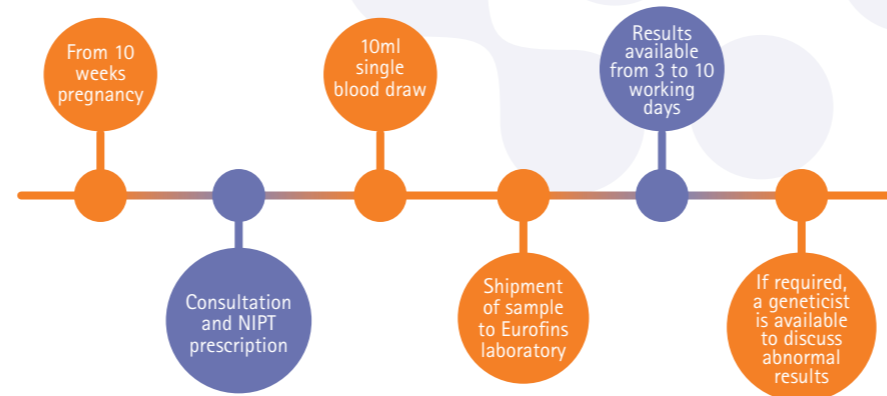 From 10
weeks
pregnancy
Consultation
and NIPT
prescription
10ml
single
blood draw
Shipment
of sample
to Eurofins
laboratory
Results
available
from 3 to 10
working
days
If required,
a geneticist
is available
to discuss
abnormal
results